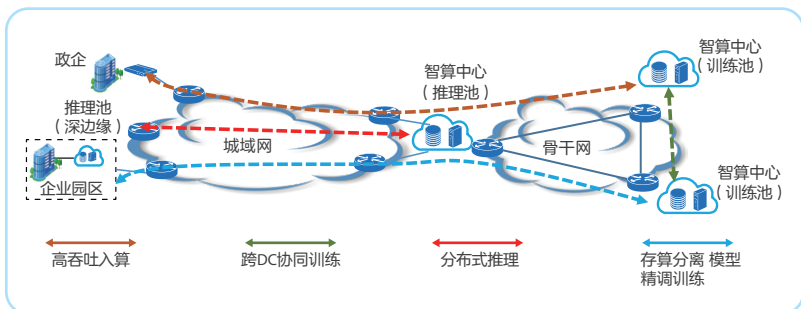 政企
智算中心
（推理池）
智算中心
（训练池）
推理池
（深边缘）
城域网
骨干网
企业园区
智算中心
（训练池）
高吞吐入算
跨DC协同训练
分布式推理
存算分离 模型
精调训练